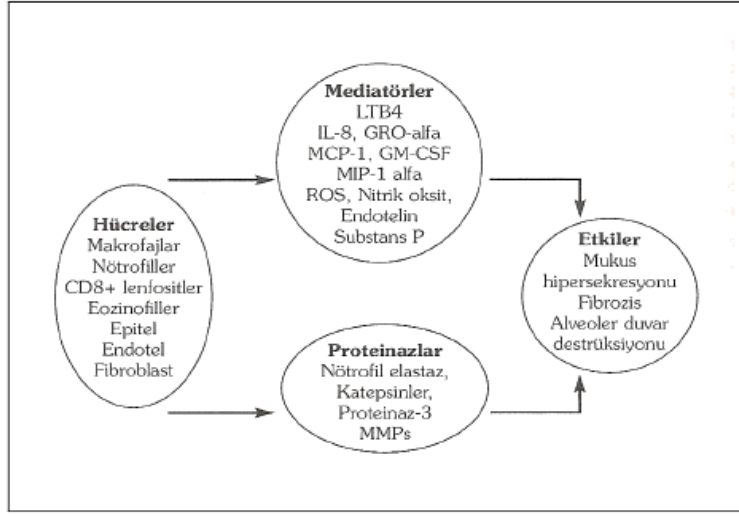 Mediatörler
LTB4
IL-8, GRO-alfa
MCP-1, GM-CSF
MIP-1 alfa
ROS, Nitrik oksit,
Endotelin
Substans P
Hücreler
Makrofajlar
Nötrofiller
CD8+ lenfositler
Eozinofiller
Epitel
Endotel
Fibroblast
Proteinazlar
Nötrofil elastaz,
Katepsinler,
Proteinaz-3
MMPs
Etkiler
Mukus
hipersekresyonu
Fibrozis
Alveoler duvar
destrüksiyonu